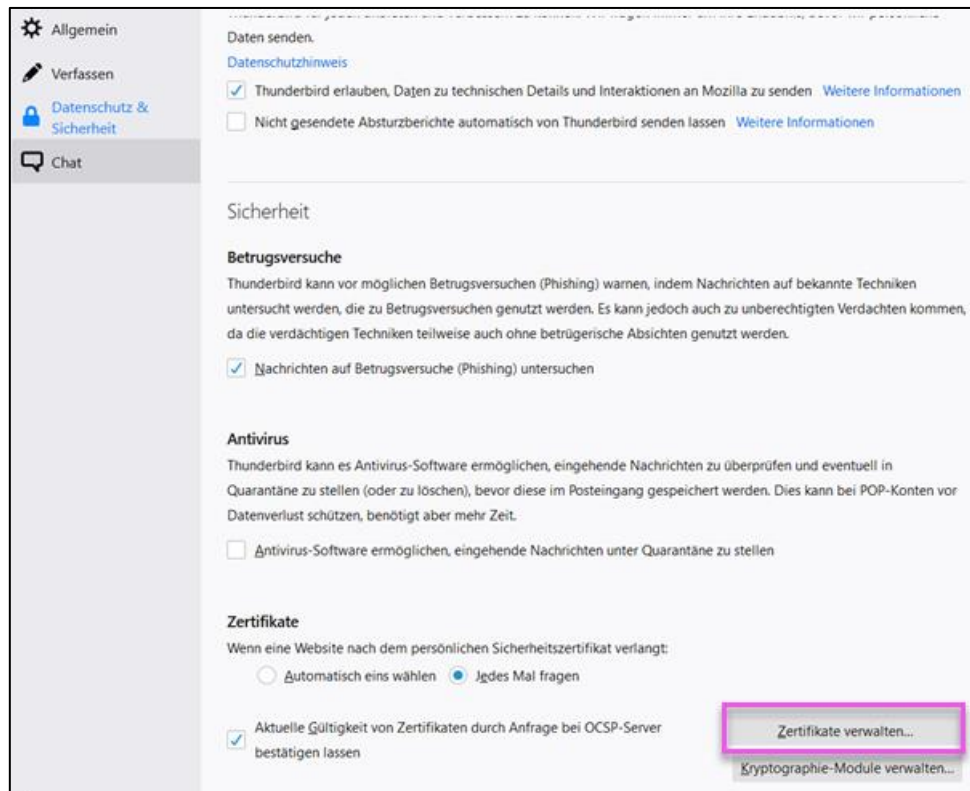 Allgemein
Verfassen
Datenschutz &
Sicherheit
Chat
Daten senden.
Datenschutzhinweis
Thunderbird erlauben, Daten zu technischen Details und Interaktionen an Mozilla zu senden Weitere Informationen
Nicht gesendete Absturzberichte automatisch von Thunderbird senden lassen Weitere Informationen
Sicherheit
Betrugsversuche
Thunderbird kann vor möglichen Betrugsversuchen (Phishing) warnen, indem Nachrichten auf bekannte Techniken
untersucht werden, die zu Betrugsversuchen genutzt werden. Es kann jedoch auch zu unberechtigten Verdachten kommen,
da die verdächtigen Techniken teilweise auch ohne betrügerische Absichten genutzt werden.
Nachrichten auf Betrugsversuche (Phishing) untersuchen
Antivirus
Thunderbird kann es Antivirus-Software ermöglichen, eingehende Nachrichten zu überprüfen und eventuell in
Quarantäne zu stellen (oder zu löschen), bevor diese im Posteingang gespeichert werden. Dies kann bei POP-Konten vor
Datenverlust schützen, benötigt aber mehr Zeit.
Antivirus-Software ermöglichen, eingehende Nachrichten unter Quarantäne zu stellen
Zertifikate
Wenn eine Website nach dem persönlichen Sicherheitszertifikat verlangt:
Automatisch eins wählen Jedes Mal fragen
Aktuelle Gültigkeit von Zertifikaten durch Anfrage bei OCSP-Server
bestätigen lassen
Zertifikate verwalten...
Kryptographie-Module verwalten...